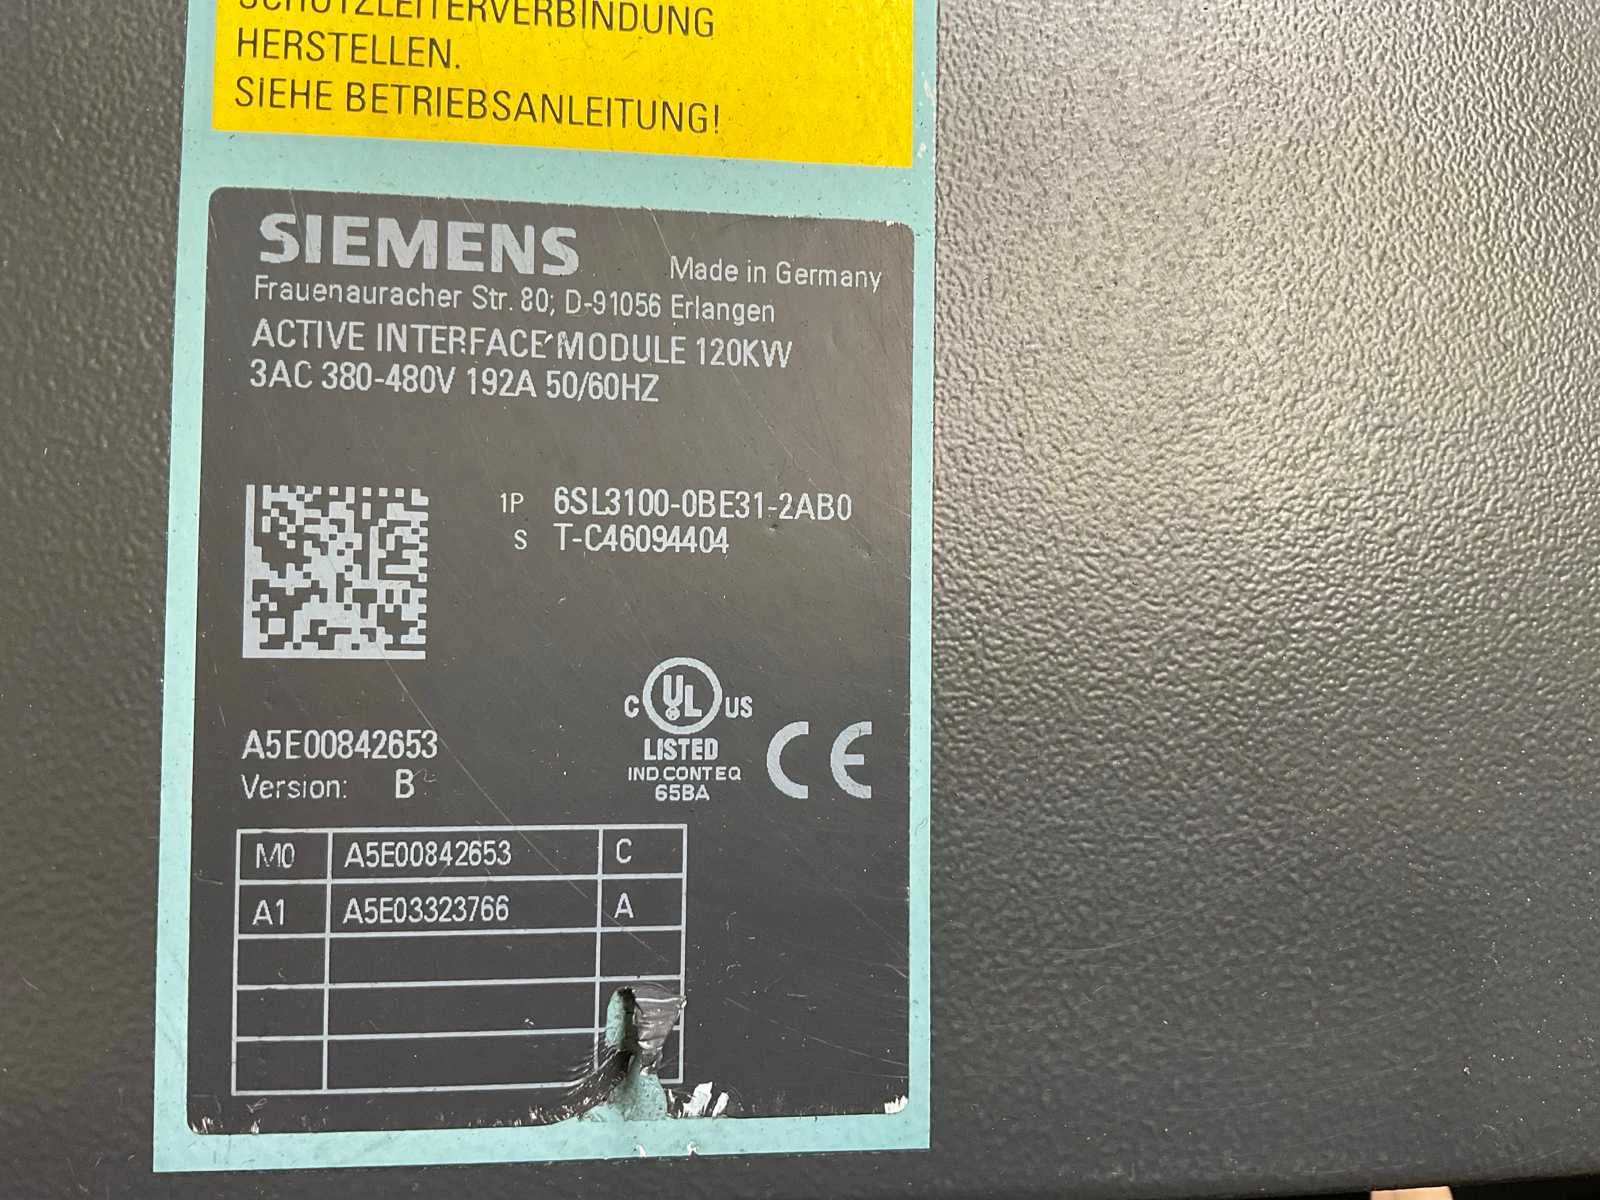 SCHUTZLEITERVERBINDUNG
HERSTELLEN.
SIEHE BETRIEBSANLEITUNG!
SIEMENS
Made in Germany
Frauenauracher Str. 80; D-91056 Erlangen
ACTIVE INTERFACE MODULE 120KW
3AC 380-480V 192A 50/60HZ
1P 6SL3100-0BE31-2AB0
S T-C46094404
C UL US
LISTED
IND.CONT.EQ
65BA
CE
A5E00842653
Version: B
M0 A5E00842653 C
A1 A5E03323766 A